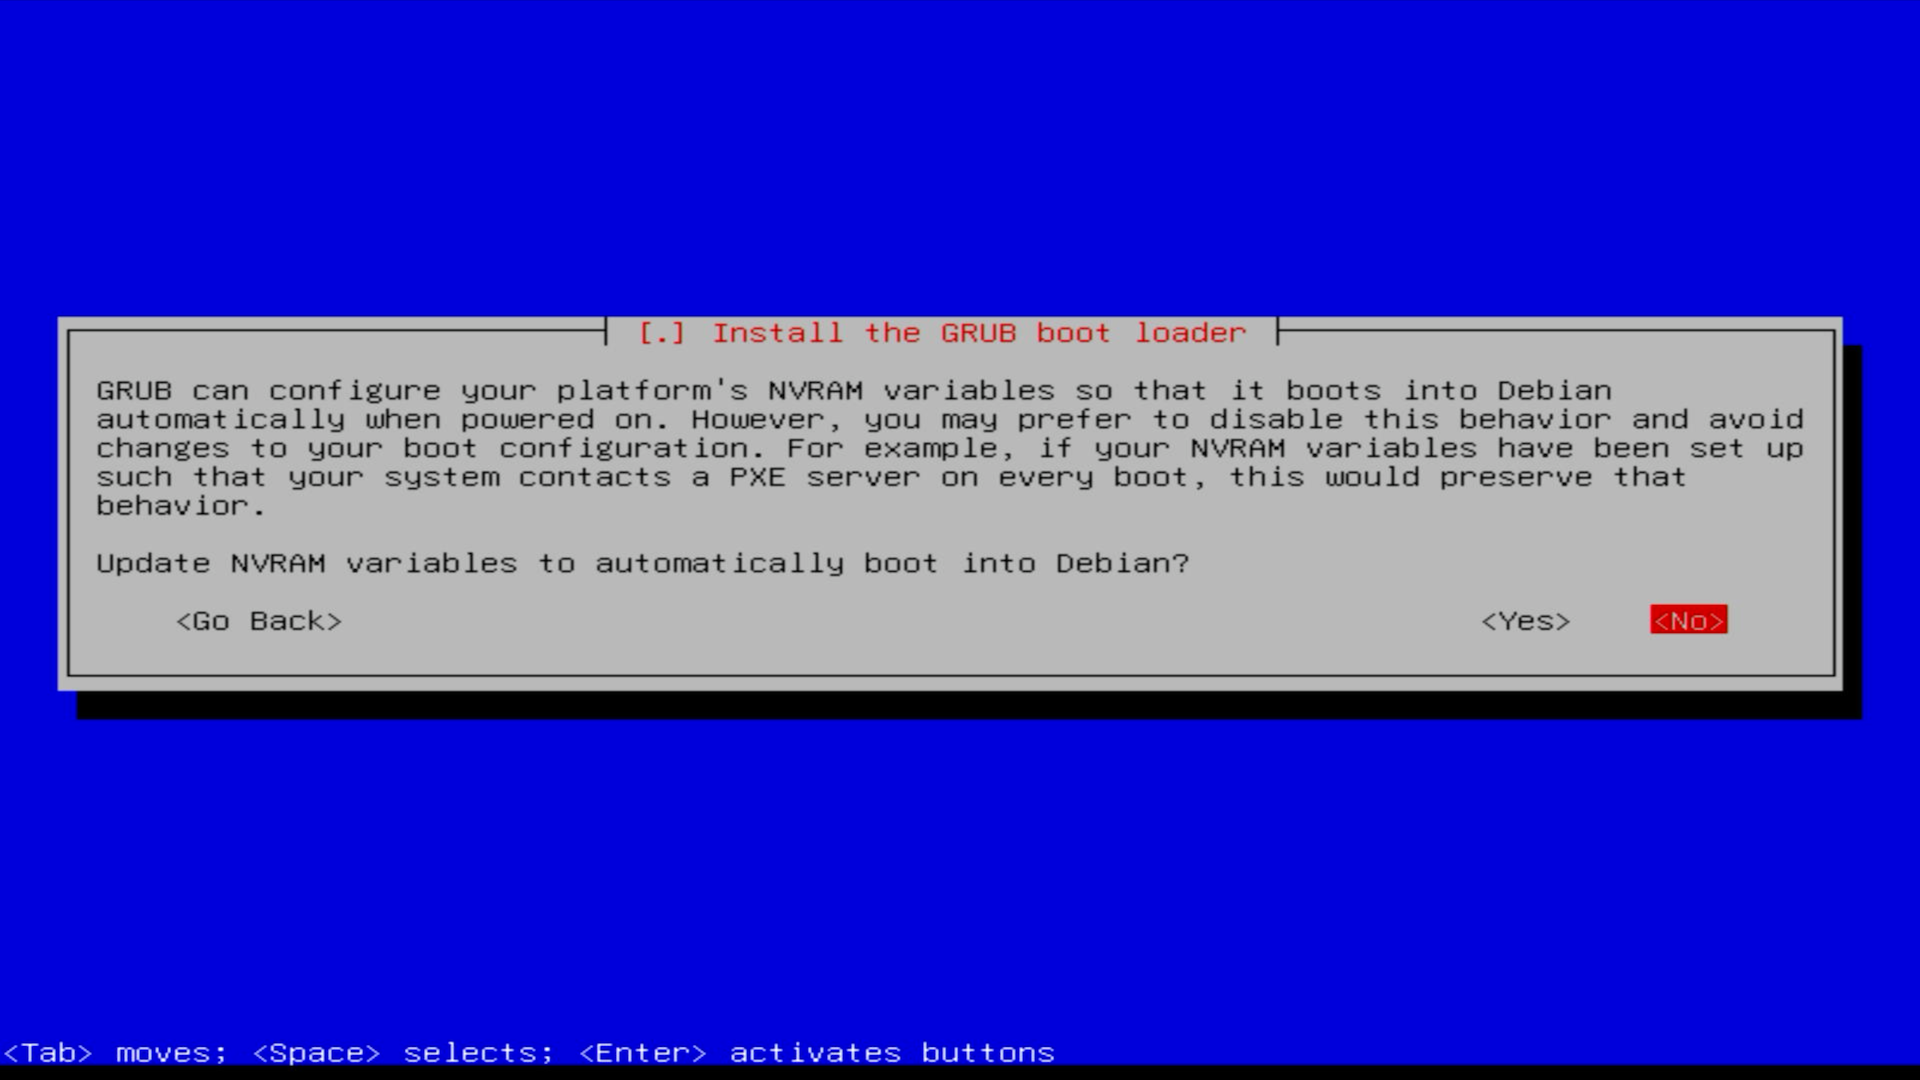 [.] Install the GRUB boot loader
GRUB can configure your platform's NVRAM variables so that it boots into Debian
automatically when powered on. However, you may prefer to disable this behavior and avoid
changes to your boot configuration. For example, if your NVRAM variables have been set up
such that your system contacts a PXE server on every boot, this would preserve that
behavior.
Update NVRAM variables to automatically boot into Debian?
<Go Back> <Yes> <No>
<Tab> moves; <Space> selects; <Enter> activates buttons